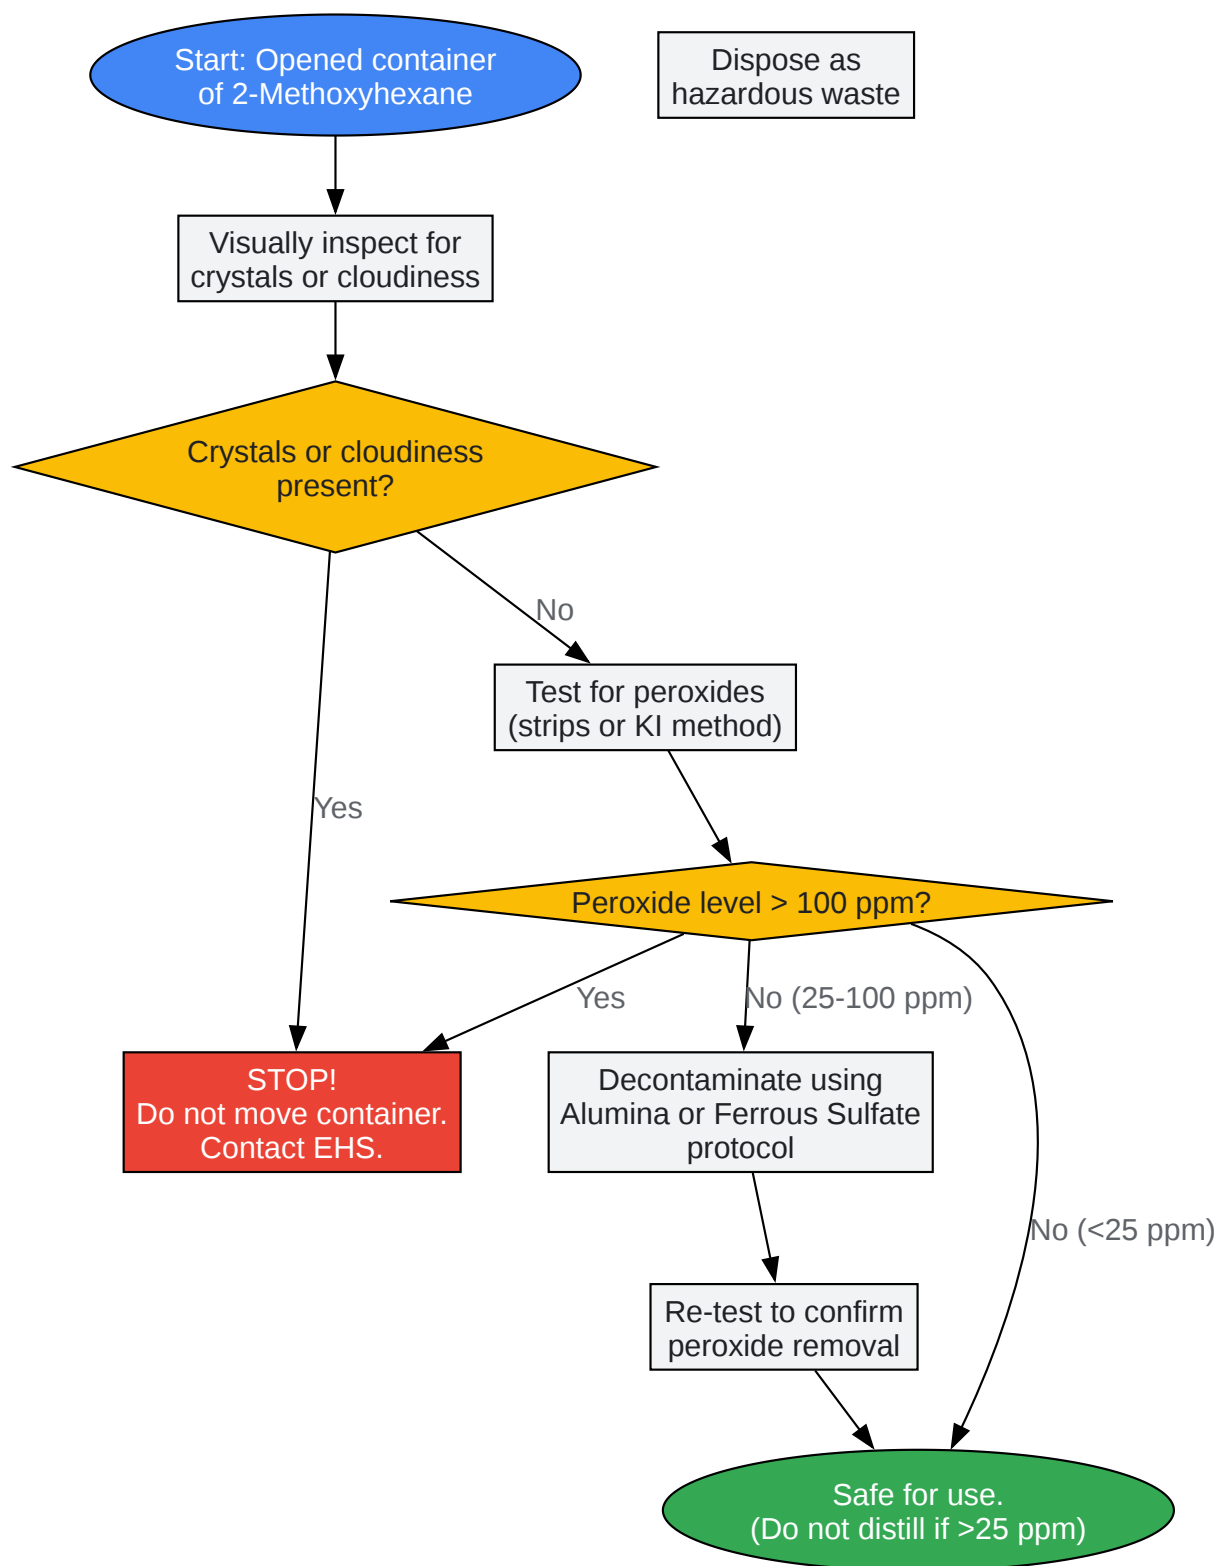 Start: Opened container
of 2-Methoxyhexane
Dispose as
hazardous waste
Visually inspect for
crystals or cloudiness
Crystals or cloudiness
present?
No
Test for peroxides
(strips or KI method)
Yes
Peroxide level > 100 ppm?
Yes
No (25-100 ppm)
STOP!
Do not move container.
Contact EHS.
Decontaminate using
Alumina or Ferrous Sulfate
protocol
No (<25 ppm)
Re-test to confirm
peroxide removal
Safe for use.
(Do not distill if >25 ppm)